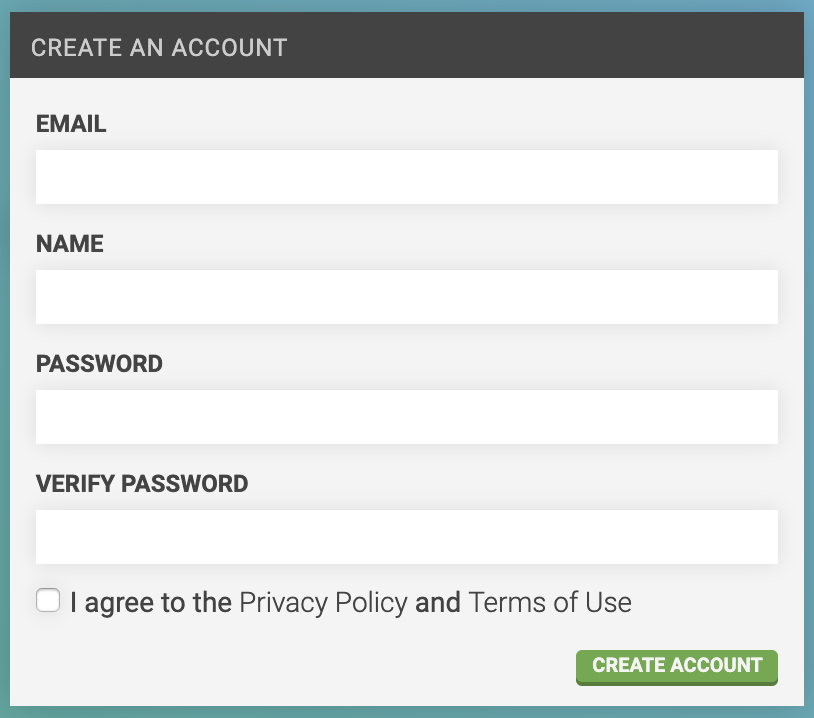 CREATE AN ACCOUNT
EMAIL
NAME
PASSWORD
VERIFY PASSWORD
I agree to the Privacy Policy and Terms of Use
CREATE ACCOUNT